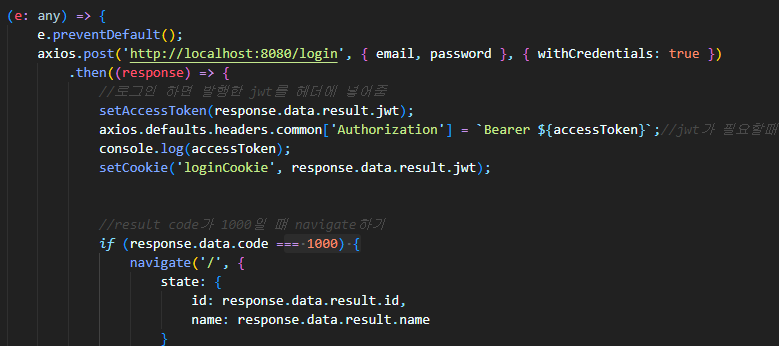 (e: any) => {
e.preventDefault();
axios.post('http://localhost:8080/login', { email, password }, { withCredentials: true })
.then((response) => {
//로그인 하면 발행한 jwt를 헤더에 넣어줌
setAccessToken(response.data.result.jwt);
axios.defaults.headers.common['Authorization'] = `Bearer ${accessToken}`;//jwt가 필요할때
console.log(accessToken);
setCookie('loginCookie', response.data.result.jwt);
//result code가 1000일 떄 navigate하기
if (response.data.code === 1000) {
navigate('/', {
state: {
id: response.data.result.id,
name: response.data.result.name
}